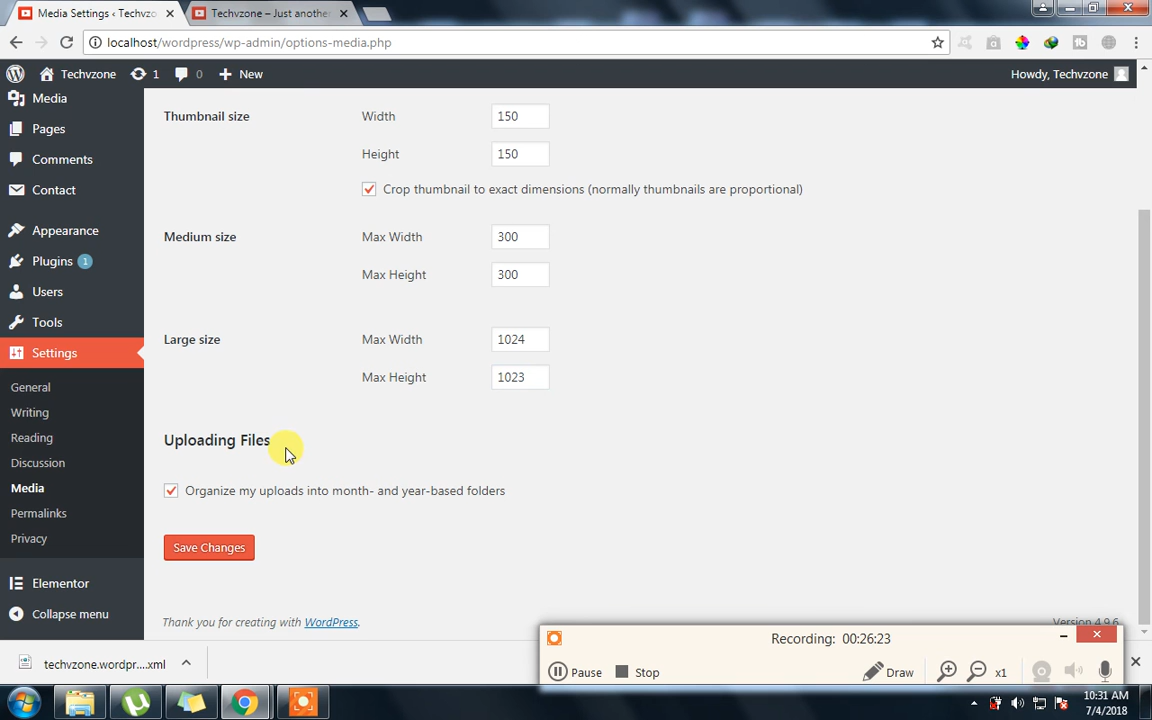 Media Settings ‹ Techvzo
Techvzone – Just another
localhost/wordpress/wp-admin/options-media.php
Techvzone
1
0
New
Howdy, Techvzone
Media
Pages
Comments
Contact
Appearance
Plugins 1
Users
Tools
Settings
General
Writing
Reading
Discussion
Media
Permalinks
Privacy
Elementor
Collapse menu
Thumbnail size
Width 150
Height 150
Crop thumbnail to exact dimensions (normally thumbnails are proportional)
Medium size
Max Width 300
Max Height 300
Large size
Max Width 1024
Max Height 1023
Uploading Files
Organize my uploads into month- and year-based folders
Save Changes
Thank you for creating with WordPress.
Version 4.9.6
Recording: 00:26:23
Pause
Stop
Draw
x1
techvzone.wordpr....xml
10:31 AM
7/4/2018